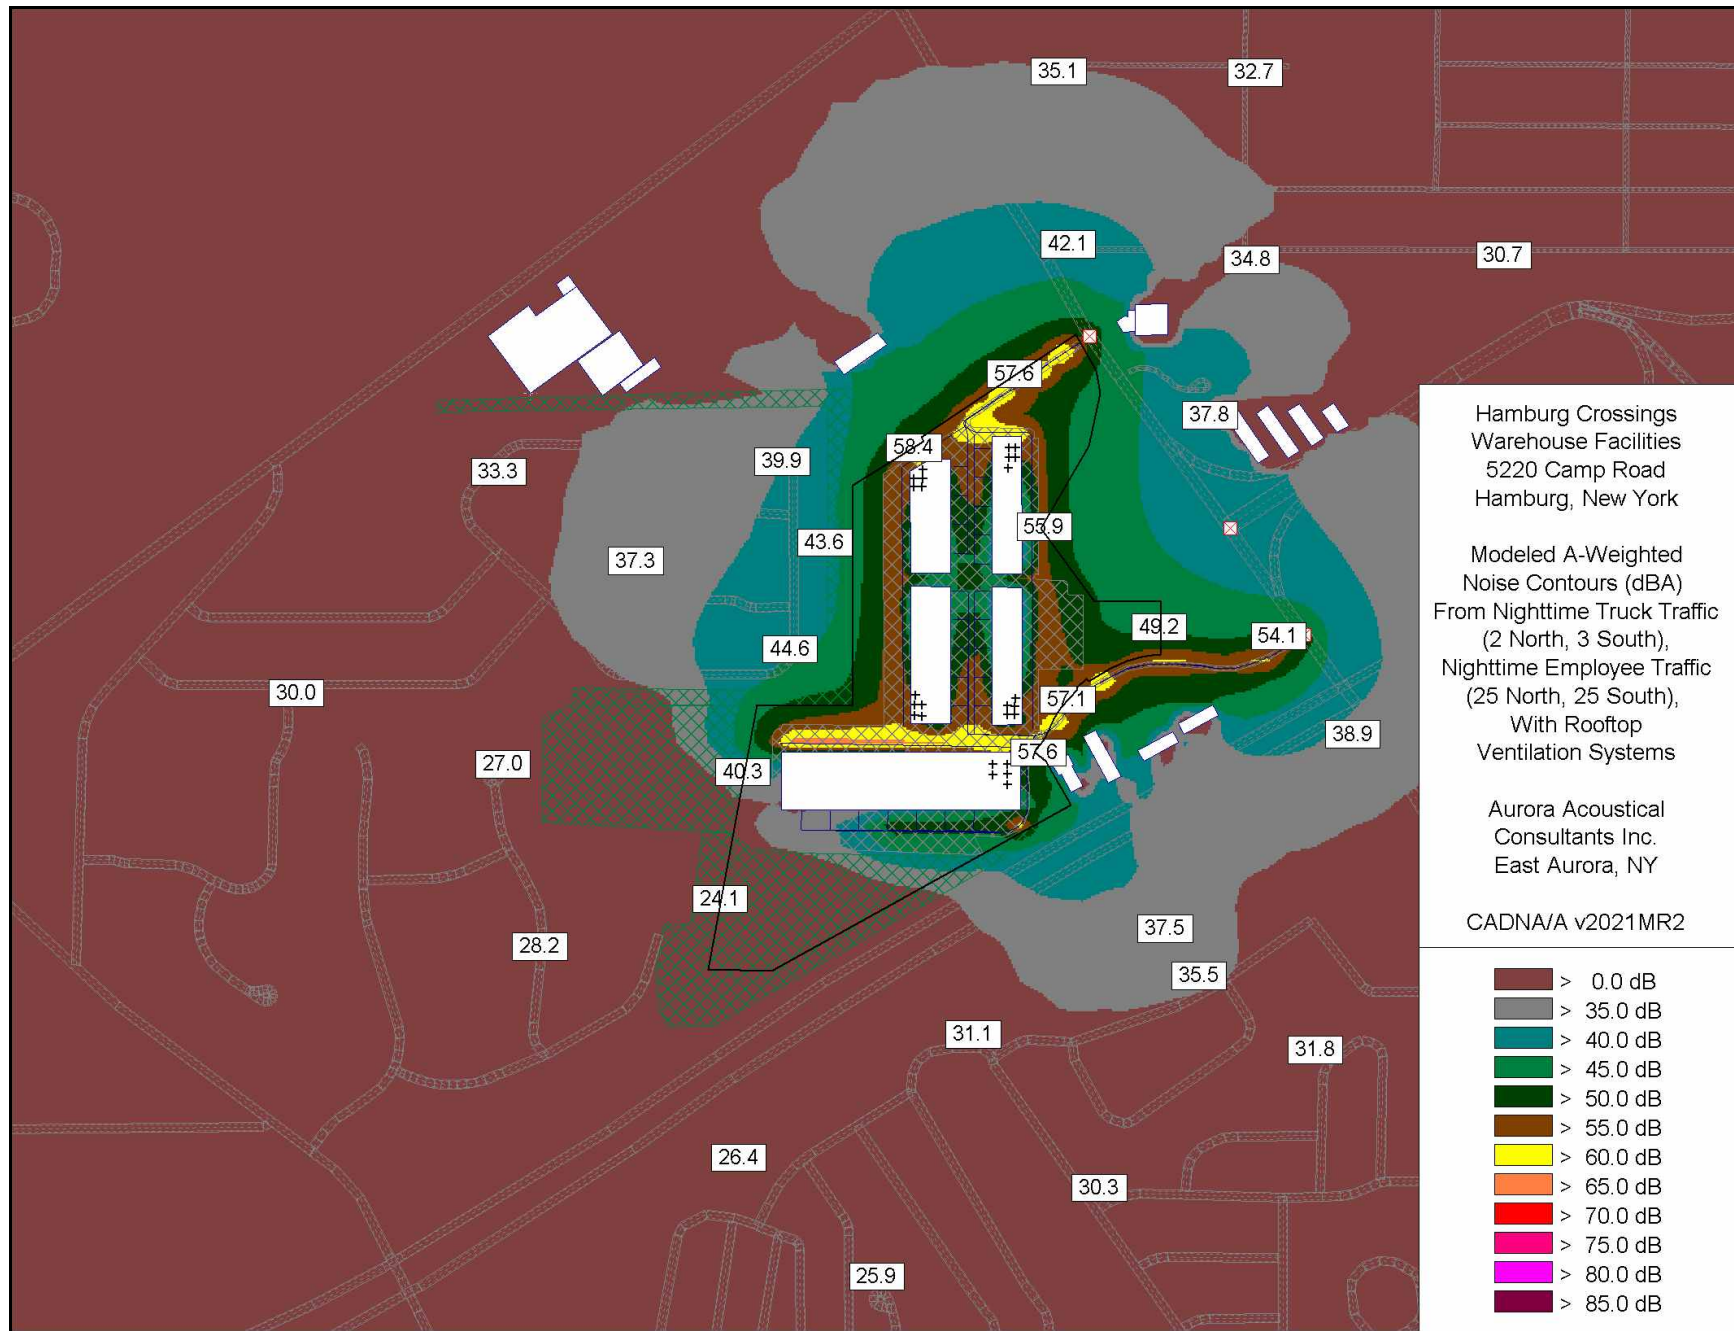 35.1
32.7
42.1
34.8
30.7
57.6
37.8
58.4
39.9
33.3
55.9
43.6
37.3
49.2
54.1
44.6
30.0
57.1
38.9
57.6
27.0
40.3
24.1
37.5
28.2
35.5
31.1
31.8
26.4
30.3
25.9
Hamburg Crossings
Warehouse Facilities
5220 Camp Road
Hamburg, New York
Modeled A-Weighted
Noise Contours (dBA)
From Nighttime Truck Traffic
(2 North, 3 South),
Nighttime Employee Traffic
(25 North, 25 South),
With Rooftop
Ventilation Systems
Aurora Acoustical
Consultants Inc.
East Aurora, NY
CADNA/A v2021MR2
> 0.0 dB
> 35.0 dB
> 40.0 dB
> 45.0 dB
> 50.0 dB
> 55.0 dB
> 60.0 dB
> 65.0 dB
> 70.0 dB
> 75.0 dB
> 80.0 dB
> 85.0 dB